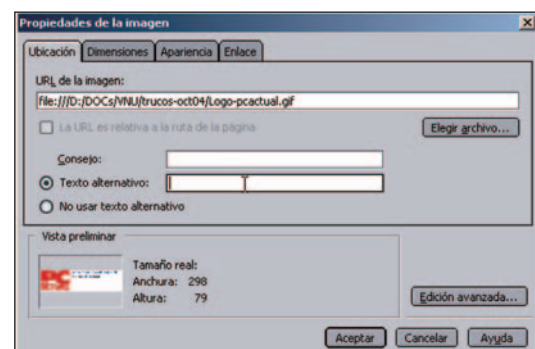 Propiedades de la imagen
Ubicación Dimensiones Apariencia Enlace
URL de la imagen:
file:///D:/DOCs/VNU/trucos-oct04/Logo-pcactual.gif
La URL es relativa a la ruta de la página
Elegir archivo...
Consejo:
Texto alternativo:
No usar texto alternativo
Vista preliminar
PC
Tamaño real:
Anchura: 298
Altura: 79
Edición avanzada...
Aceptar Cancelar Ayuda